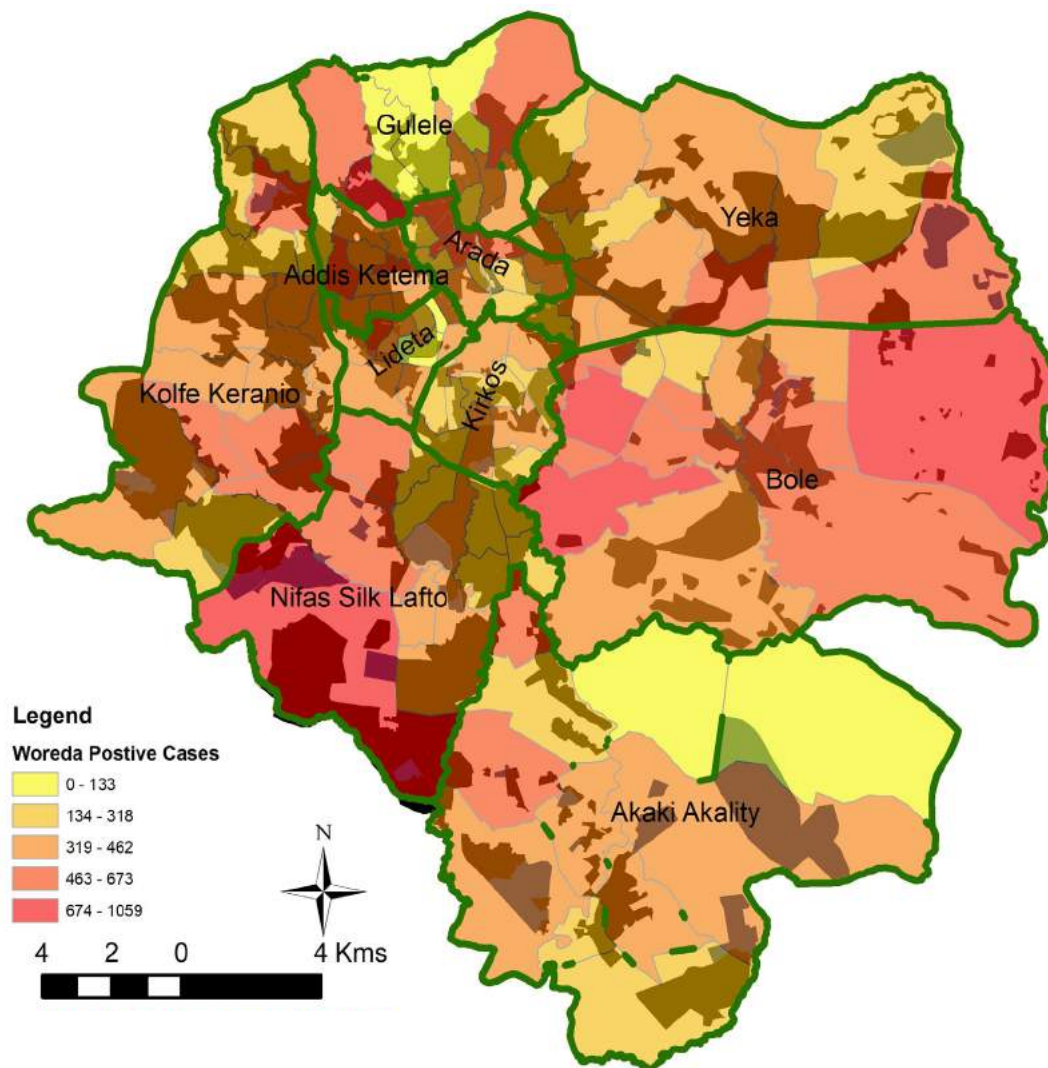 Gulele
Yeka
Arada
Addis Ketema
Lideta
Kirkos
Kolfe Keranio
Bole
Nifas Silk Lafto
Akaki Akality
Legend
Woreda Postive Cases
0 - 133
134 - 318
319 - 462
463 - 673
674 - 1059
N
4 2 0 4 Kms